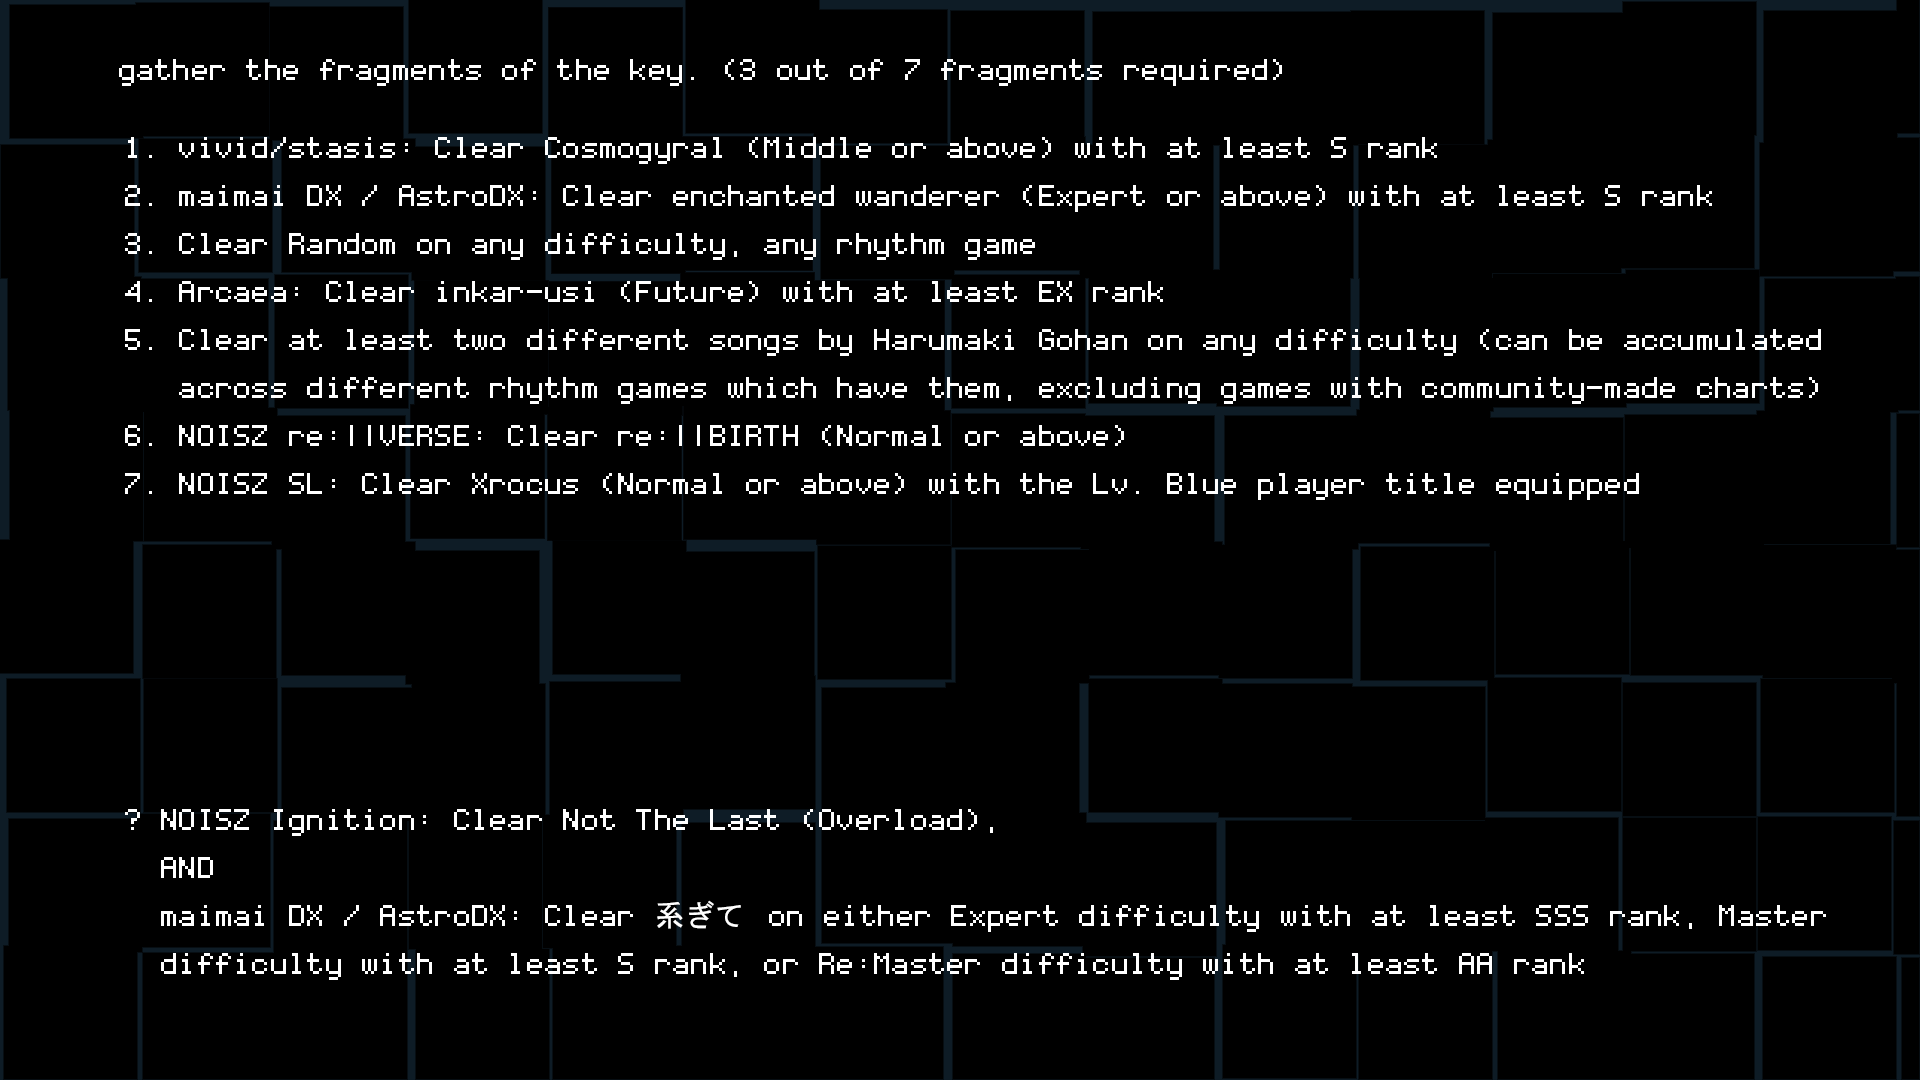 gather the fragments of the key. (3 out of 7 fragments required)
1. vivid/stasis: Clear Cosmogyral (Middle or above) with at least S rank
2. maimai DX / AstroDX: Clear enchanted wanderer (Expert or above) with at least S rank
3. Clear Random on any difficulty, any rhythm game
4. Arcaea: Clear inkar-usi (Future) with at least EX rank
5. Clear at least two different songs by Harumaki Gohan on any difficulty (can be accumulated
across different rhythm games which have them, excluding games with community-made charts)
6. NOISZ re:||VERSE: Clear re:||BIRTH (Normal or above)
7. NOISZ SL: Clear Xrocus (Normal or above) with the Lv. Blue player title equipped
? NOISZ Ignition: Clear Not The Last (Overload),
AND
maimai DX / AstroDX: Clear 系ぎて on either Expert difficulty with at least SSS rank, Master
difficulty with at least S rank, or Re:Master difficulty with at least AA rank